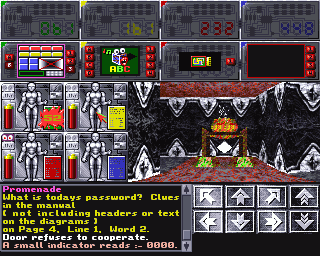 ABC
52
Promenade
What is todays password? Clues
in the manual
( not including headers or text
on the diagrams )
on Page 4, Line 1, Word 2.
Door refuses to cooperate.
A small indicator reads :- 0000.